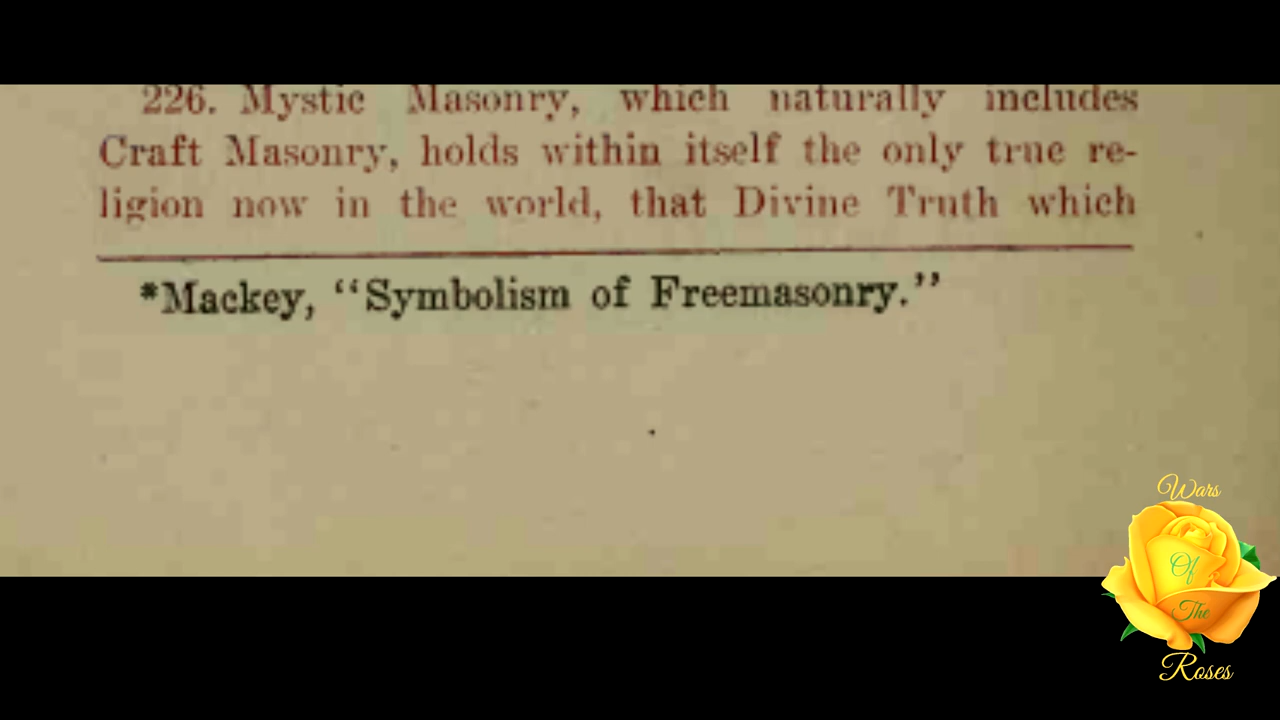 226. Mystic Masonry, which naturally includes
Craft Masonry, holds within itself the only true re-
ligion now in the world, that Divine Truth which
*Mackey, “Symbolism of Freemasonry.”
Wars
Of
The
Roses